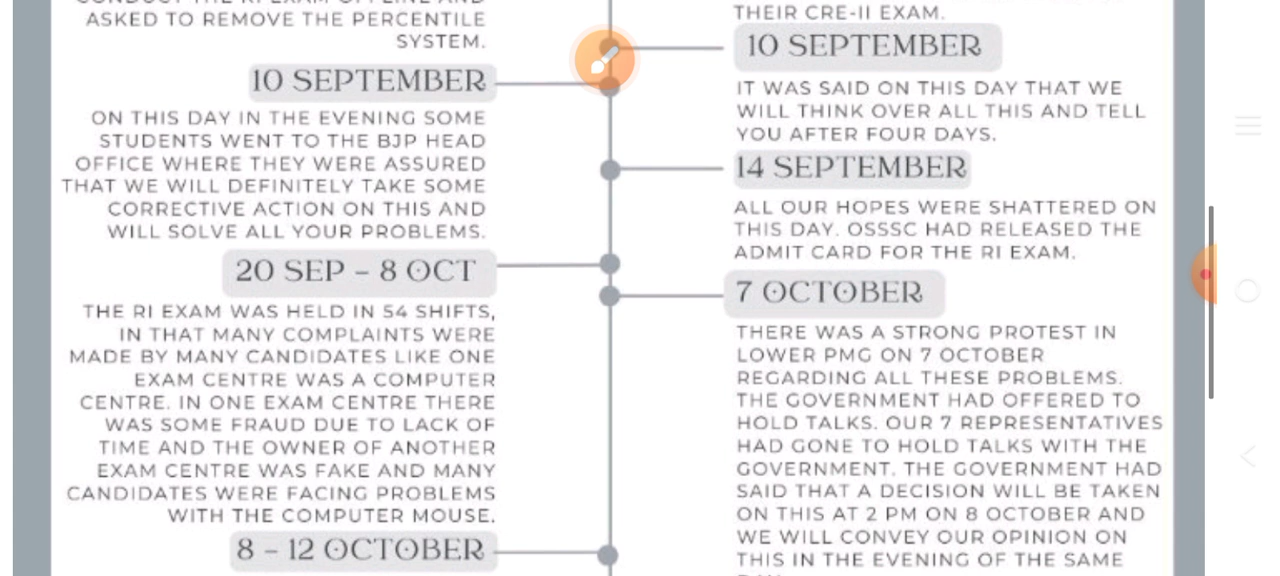 ASKED TO REMOVE THE PERCENTILE
SYSTEM.
10 SEPTEMBER
ON THIS DAY IN THE EVENING SOME
STUDENTS WENT TO THE BJP HEAD
OFFICE WHERE THEY WERE ASSURED
THAT WE WILL DEFINITELY TAKE SOME
CORRECTIVE ACTION ON THIS AND
WILL SOLVE ALL YOUR PROBLEMS.
20 SEP – 8 OCT
THE RI EXAM WAS HELD IN 54 SHIFTS,
IN THAT MANY COMPLAINTS WERE
MADE BY MANY CANDIDATES LIKE ONE
EXAM CENTRE WAS A COMPUTER
CENTRE. IN ONE EXAM CENTRE THERE
WAS SOME FRAUD DUE TO LACK OF
TIME AND THE OWNER OF ANOTHER
EXAM CENTRE WAS FAKE AND MANY
CANDIDATES WERE FACING PROBLEMS
WITH THE COMPUTER MOUSE.
8 – 12 OCTOBER
THEIR CRE-II EXAM.
10 SEPTEMBER
IT WAS SAID ON THIS DAY THAT WE
WILL THINK OVER ALL THIS AND TELL
YOU AFTER FOUR DAYS.
14 SEPTEMBER
ALL OUR HOPES WERE SHATTERED ON
THIS DAY. OSSSC HAD RELEASED THE
ADMIT CARD FOR THE RI EXAM.
7 OCTOBER
THERE WAS A STRONG PROTEST IN
LOWER PMG ON 7 OCTOBER
REGARDING ALL THESE PROBLEMS.
THE GOVERNMENT HAD OFFERED TO
HOLD TALKS. OUR 7 REPRESENTATIVES
HAD GONE TO HOLD TALKS WITH THE
GOVERNMENT. THE GOVERNMENT HAD
SAID THAT A DECISION WILL BE TAKEN
ON THIS AT 2 PM ON 8 OCTOBER AND
WE WILL CONVEY OUR OPINION ON
THIS IN THE EVENING OF THE SAME